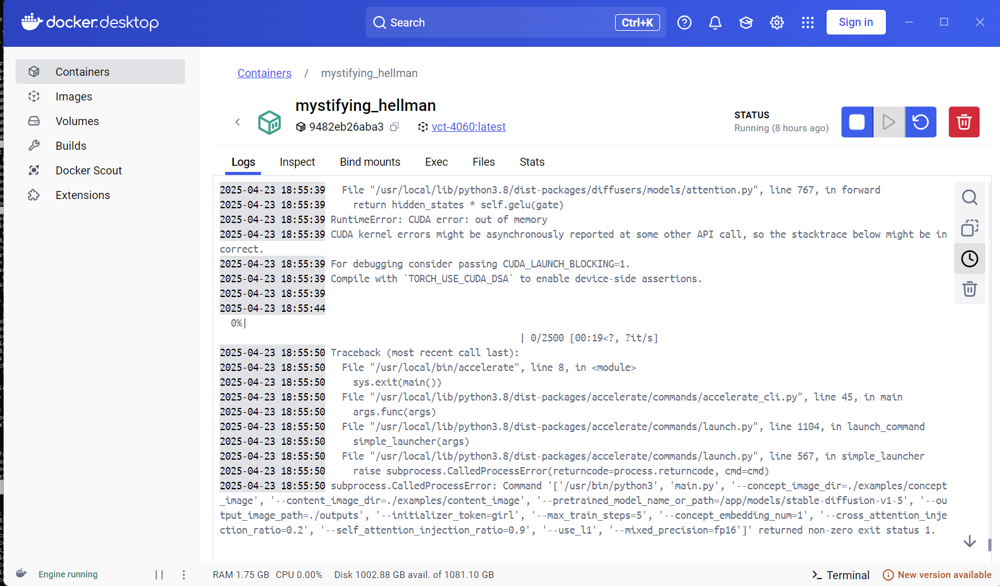 docker.desktop
Search
Ctrl+K
Sign in
Containers
Images
Volumes
Builds
Docker Scout
Extensions
Containers / mystifying_hellman
mystifying_hellman
9482eb26aba3 vct-4060:latest
STATUS
Running (8 hours ago)
Logs Inspect Bind mounts Exec Files Stats
2025-04-23 18:55:39 File "/usr/local/lib/python3.8/dist-packages/diffusers/models/attention.py", line 767, in forward
2025-04-23 18:55:39 return hidden_states * self.gelu(gate)
2025-04-23 18:55:39 RuntimeError: CUDA error: out of memory
2025-04-23 18:55:39 CUDA kernel errors might be asynchronously reported at some other API call, so the stacktrace below might be in
correct.
2025-04-23 18:55:39 For debugging consider passing CUDA_LAUNCH_BLOCKING=1.
2025-04-23 18:55:39 Compile with `TORCH_USE_CUDA_DSA` to enable device-side assertions.
2025-04-23 18:55:39
2025-04-23 18:55:44
0%|
| 0/2500 [00:19<?, ?it/s]
2025-04-23 18:55:50 Traceback (most recent call last):
2025-04-23 18:55:50 File "/usr/local/bin/accelerate", line 8, in <module>
2025-04-23 18:55:50 sys.exit(main())
2025-04-23 18:55:50 File "/usr/local/lib/python3.8/dist-packages/accelerate/commands/accelerate_cli.py", line 45, in main
2025-04-23 18:55:50 args.func(args)
2025-04-23 18:55:50 File "/usr/local/lib/python3.8/dist-packages/accelerate/commands/launch.py", line 1104, in launch_command
2025-04-23 18:55:50 simple_launcher(args)
2025-04-23 18:55:50 File "/usr/local/lib/python3.8/dist-packages/accelerate/commands/launch.py", line 567, in simple_launcher
2025-04-23 18:55:50 raise subprocess.CalledProcessError(returncode=process.returncode, cmd=cmd)
2025-04-23 18:55:50 subprocess.CalledProcessError: Command '['/usr/bin/python3', 'main.py', '--concept_image_dir=./examples/concept
_image', '--content_image_dir=./examples/content_image', '--pretrained_model_name_or_path=/app/models/stable-diffusion-v1-5', '--ou
tput_image_path=./outputs', '--initializer_token=girl', '--max_train_steps=5', '--concept_embedding_num=1', '--cross_attention_inje
ction_ratio=0.2', '--self_attention_injection_ratio=0.9', '--use_l1', '--mixed_precision=fp16']' returned non-zero exit status 1.
Engine running
RAM 1.75 GB CPU 0.00% Disk 1002.88 GB avail. of 1081.10 GB
>_ Terminal
New version available